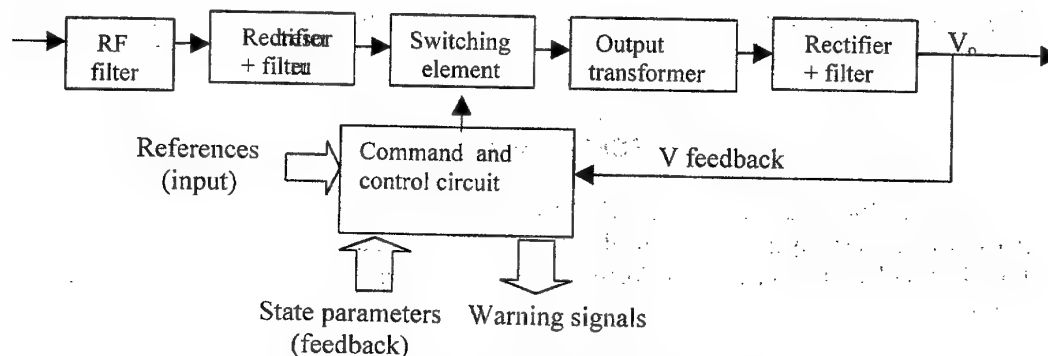 RF
filter
+ filter
Switching
element
Output
transformer
Rectifier
+ filter
Vo
References
(input)
Command and
control circuit
V feedback
State parameters
(feedback)
Warning signals